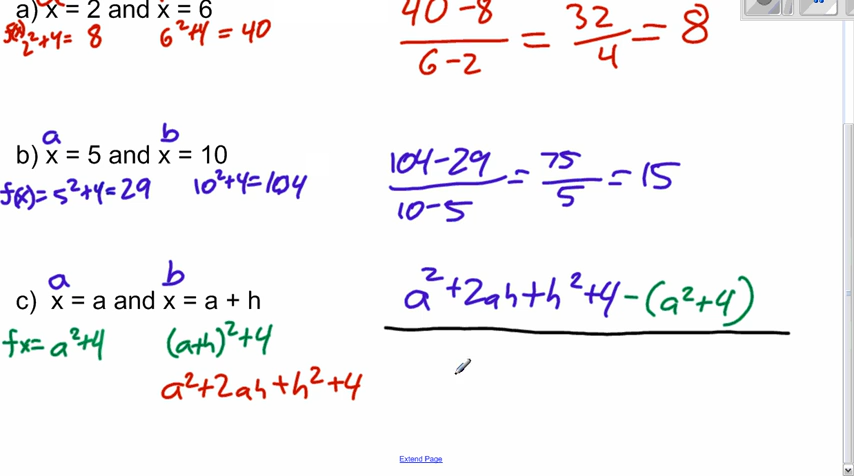 a) x = 2 and x = 6
f(x) 2²+4= 8 6²+4 = 40
40-8 / 6-2 = 32 / 4 = 8
a b
b) x = 5 and x = 10
f(x)= 5²+4=29 10²+4=104
104-29 / 10-5 = 75 / 5 = 15
a b
c) x = a and x = a + h
fx= a²+4 (a+h)²+4
a²+2ah+h²+4
a²+2ah+h²+4-(a²+4)
Extend Page